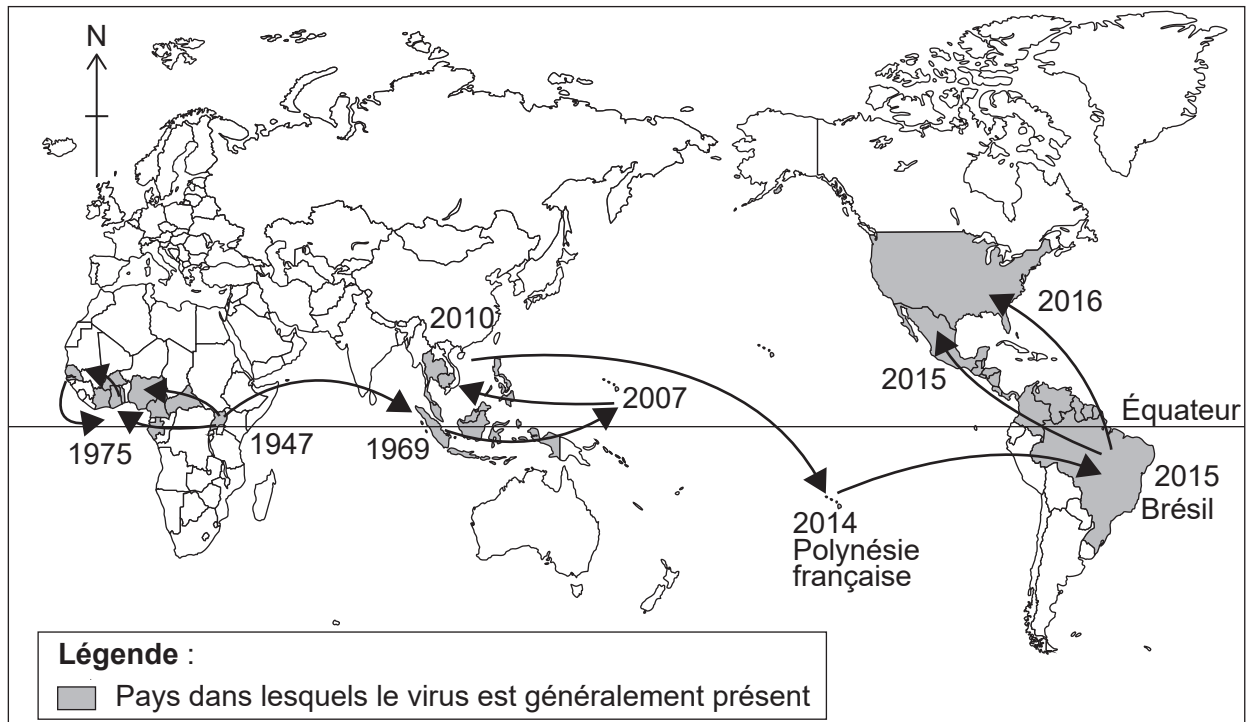 N
2010
2016
2015
2007
Équateur
1975
1947
1969
2015
Brésil
2014
Polynésie
française
Légende :
Pays dans lesquels le virus est généralement présent